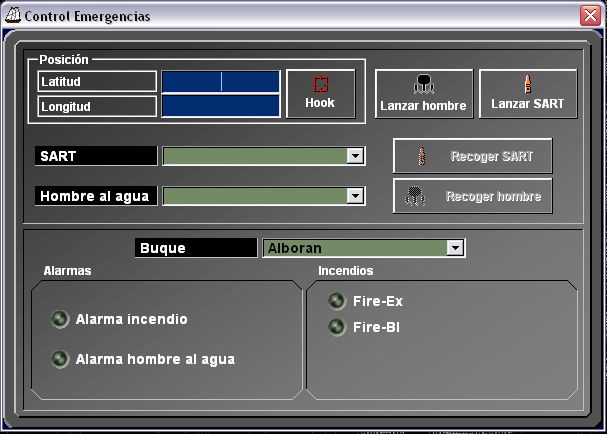 Control Emergencias
Posición
Latitud
Longitud
Hook
Lanzar hombre
Lanzar SART
SART
Recoger SART
Hombre al agua
Recoger hombre
Buque
Alboran
Alarmas
Incendios
Alarma incendio
Alarma hombre al agua
Fire-Ex
Fire-Bl